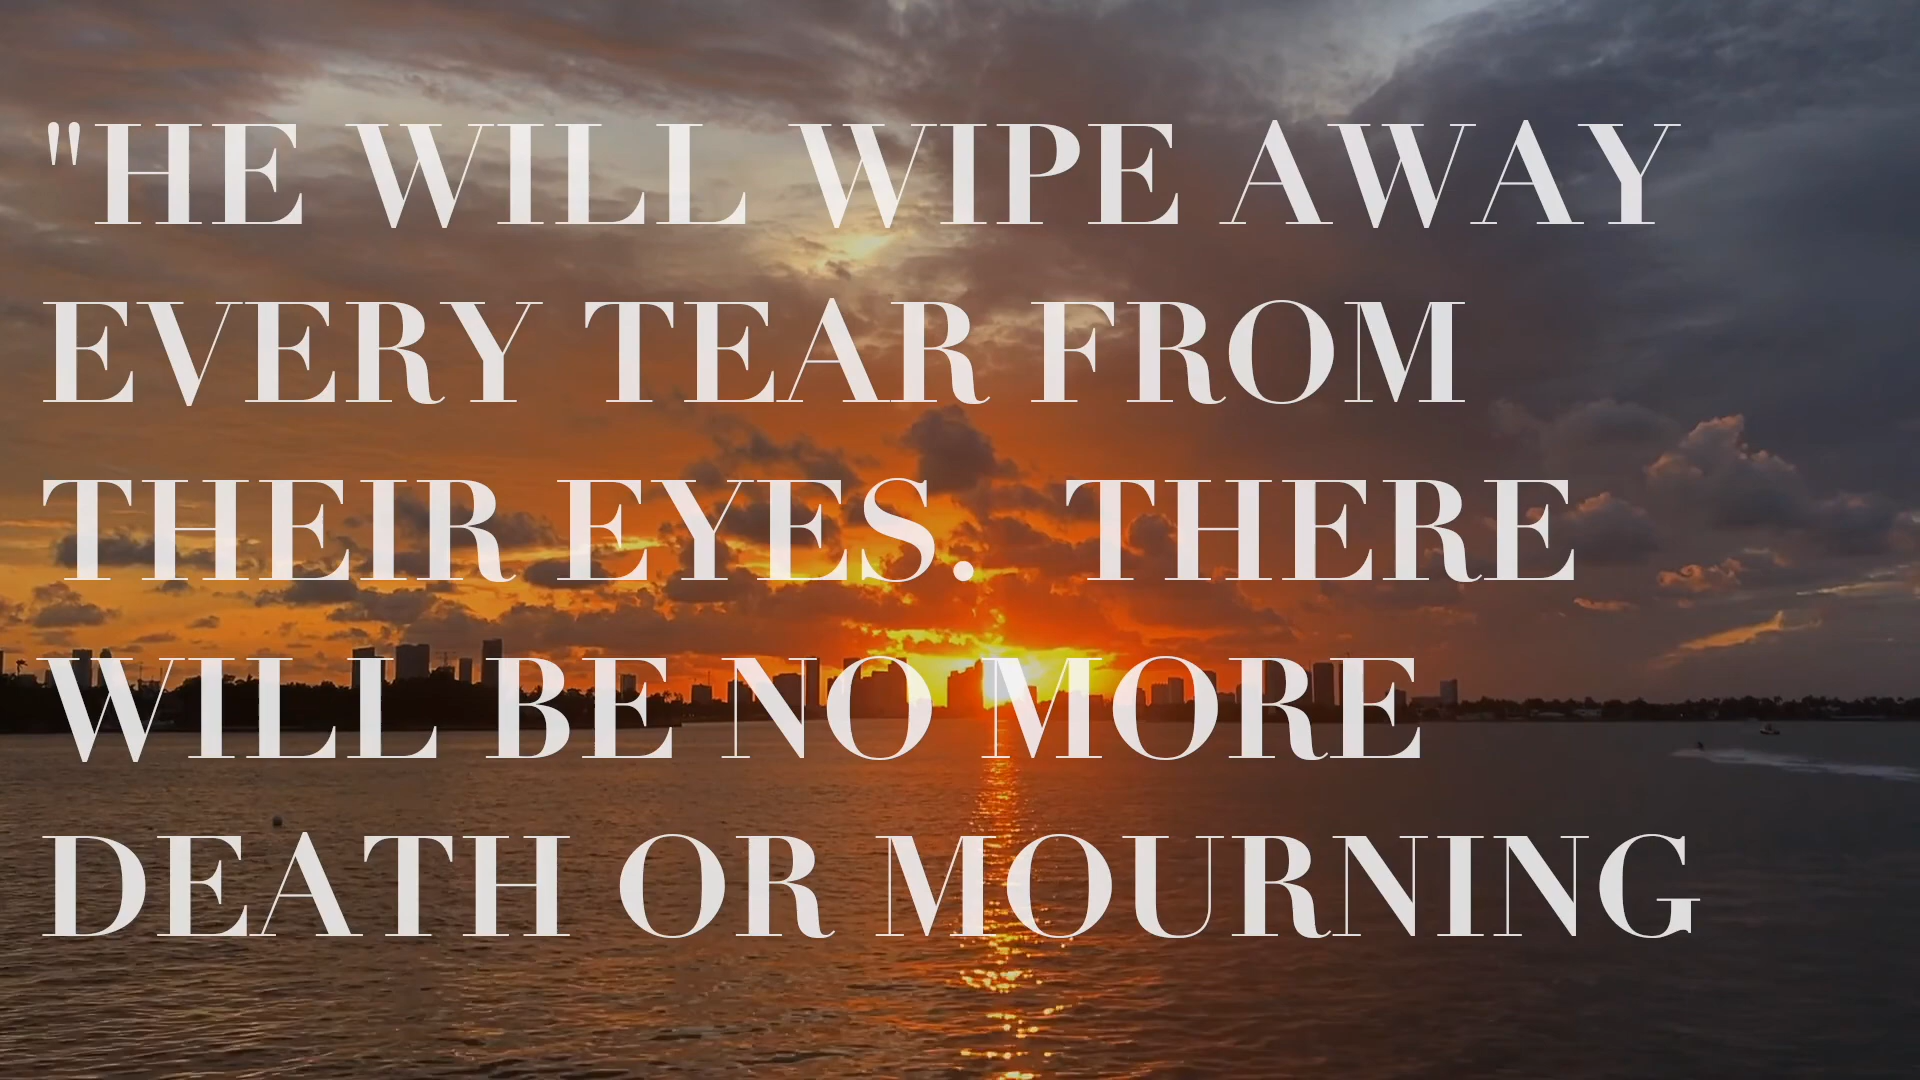 "HE WILL WIPE AWAY
EVERY TEAR FROM
THEIR EYES.  THERE
WILL BE NO MORE
DEATH OR MOURNING